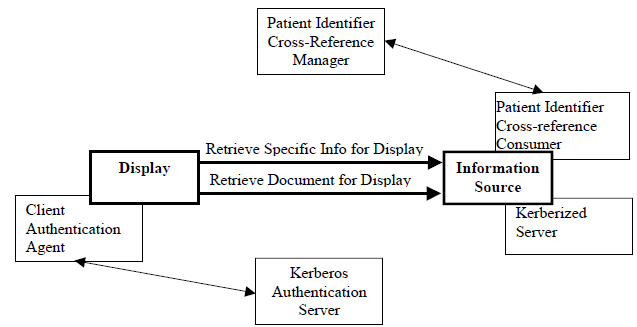 Patient Identifier
Cross-Reference
Manager
Patient Identifier
Cross-reference
Consumer
Retrieve Specific Info for Display
Display
Information
Source
Retrieve Document for Display
Client
Authentication
Agent
Kerberized
Server
Kerberos
Authentication
Server